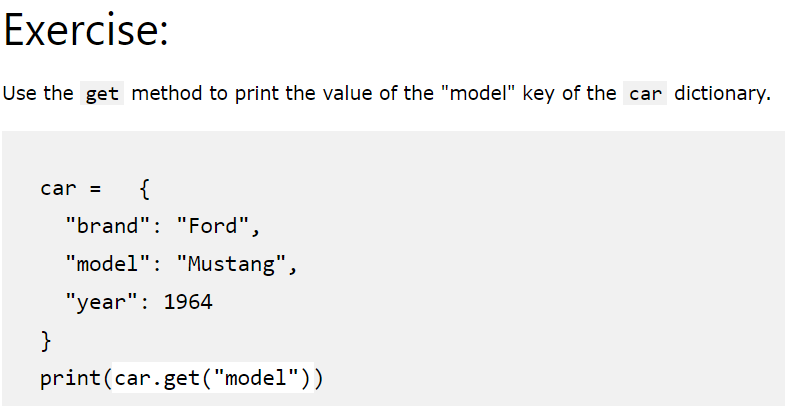 Exercise:
Use the get method to print the value of the "model" key of the car dictionary.
car =   {
  "brand": "Ford",
  "model": "Mustang",
  "year": 1964
}
print(car.get("model"))